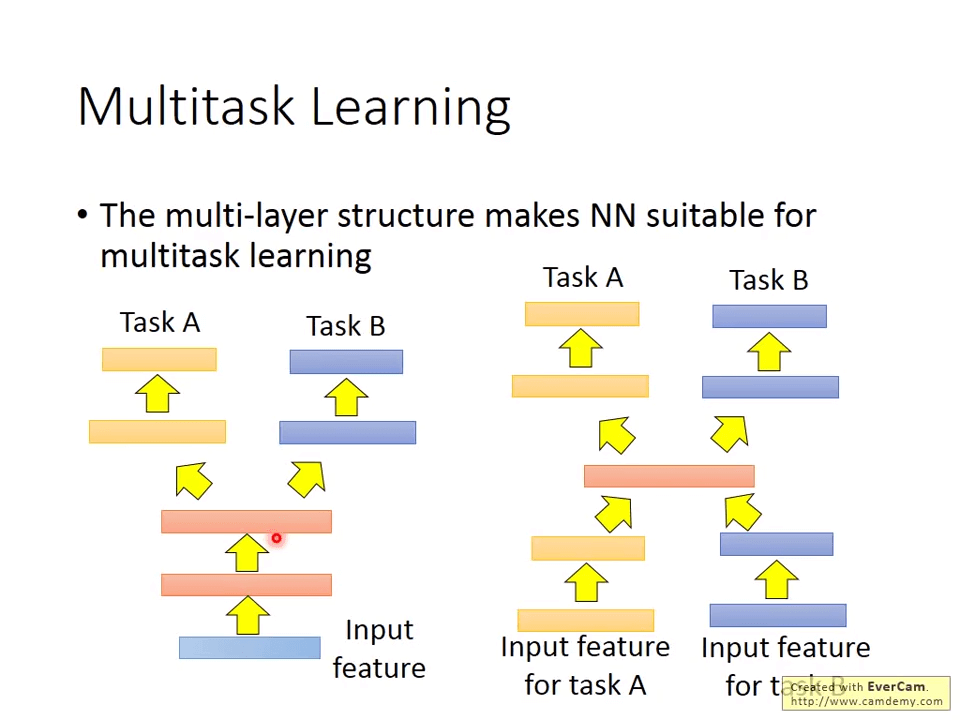 Multitask Learning
• The multi-layer structure makes NN suitable for
multitask learning
Task A
Task B
Input
feature
Task A
Task B
Input feature
for task A
Input feature
for task B
Created with EverCam.
http://www.camdemy.com